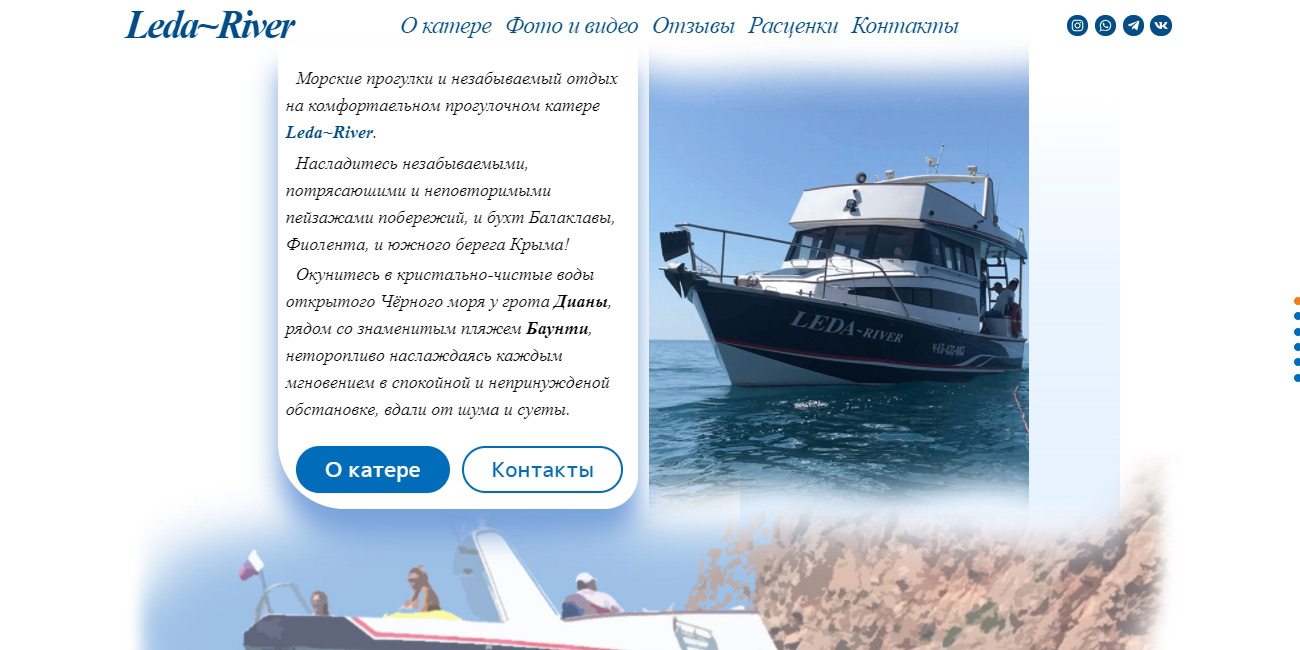 Leda~River
О катере Фото и видео Отзывы Расценки Контакты
Морские прогулки и незабываемый отдых
на комфортаельном прогулочном катере
Leda~River.
Насладитесь незабываемыми,
потрясаюшими и неповторимыми
пейзажами побережий, и бухт Балаклавы,
Фиолента, и южного берега Крыма!
Окунитесь в кристально-чистые воды
открытого Чёрного моря у грота Дианы,
рядом со знаменитым пляжем Баунти,
неторопливо наслаждаясь каждым
мгновением в спокойной и непринужденой
обстановке, вдали от шума и суеты.
О катере Контакты
LEDA~RIVER